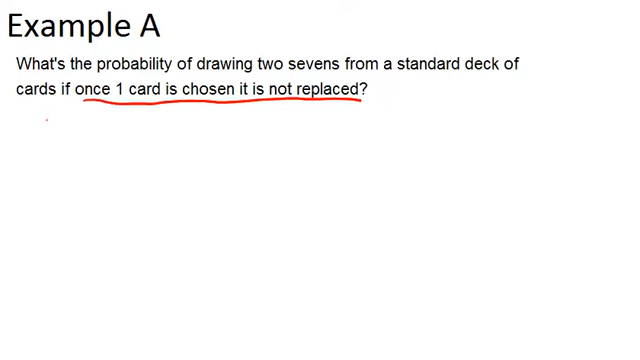 Example A
What's the probability of drawing two sevens from a standard deck of
cards if once 1 card is chosen it is not replaced?